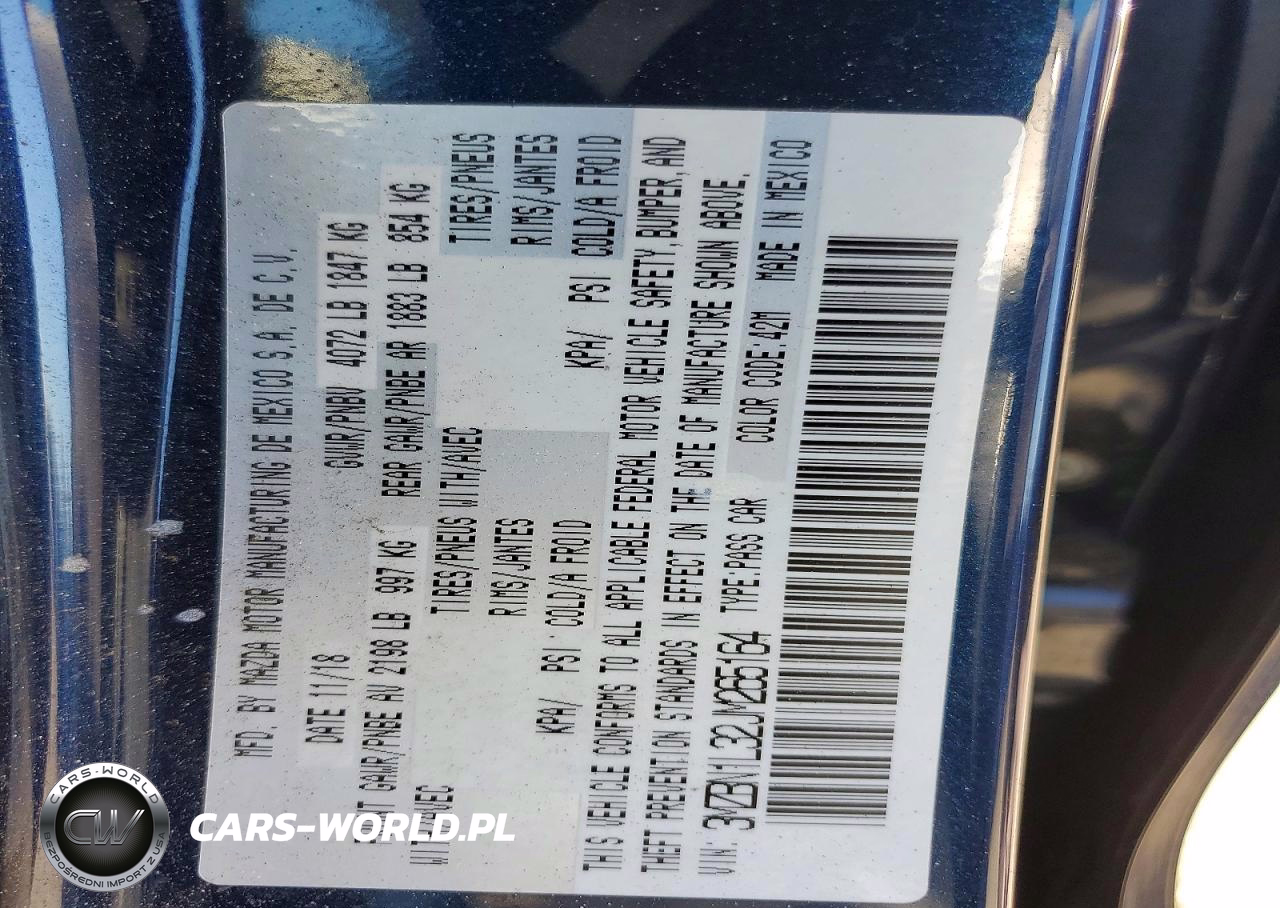 MFD. BY MAZDA MOTOR MANUFACTURING DE MEXICO S.A. DE C.V.
DATE 11/18 GVWR/PNBV 4072 LB 1847 KG
GAWR/PNBE AV 2198 LB 997 KG REAR GAWR/PNBE AR 1883 LB 854 KG
TIRES/PNEUS WITH/AVEC TIRES/PNEUS
RIMS/JANTES RIMS/JANTES
KPA/ PSI COLD/A FROID KPA/ PSI COLD/A FROID
THIS VEHICLE CONFORMS TO ALL APPLICABLE FEDERAL MOTOR VEHICLE SAFETY, BUMPER, AND
THEFT PREVENTION STANDARDS IN EFFECT ON THE DATE OF MANUFACTURE SHOWN ABOVE.
VIN: 3MZBN1L32JM265164 TYPE: PASS CAR COLOR CODE: 42M MADE IN MEXICO
CARS-WORLD
CW
BEZPOŚREDNI IMPORT Z USA
CARS-WORLD.PL